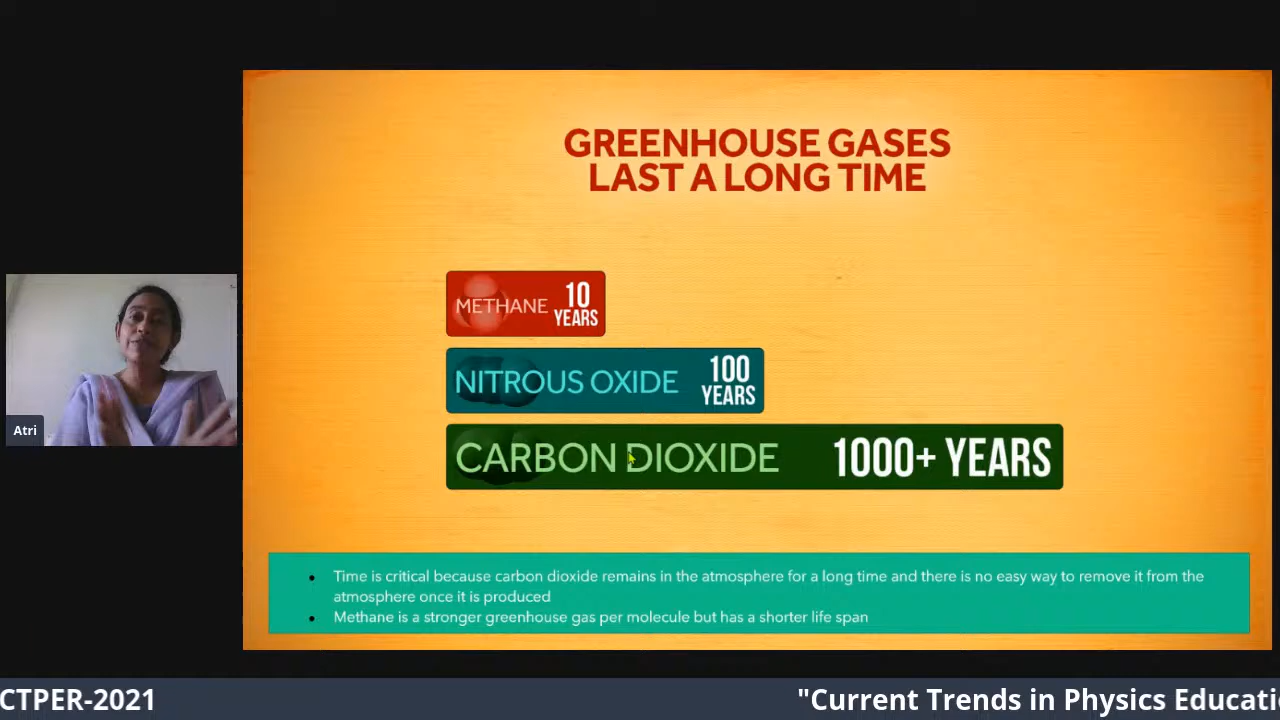 GREENHOUSE GASES
LAST A LONG TIME
METHANE 10 YEARS
NITROUS OXIDE 100 YEARS
CARBON DIOXIDE 1000+ YEARS
• Time is critical because carbon dioxide remains in the atmosphere for a long time and there is no easy way to remove it from the
atmosphere once it is produced
• Methane is a stronger greenhouse gas per molecule but has a shorter life span
Atri
CTPER-2021 "Current Trends in Physics Educati